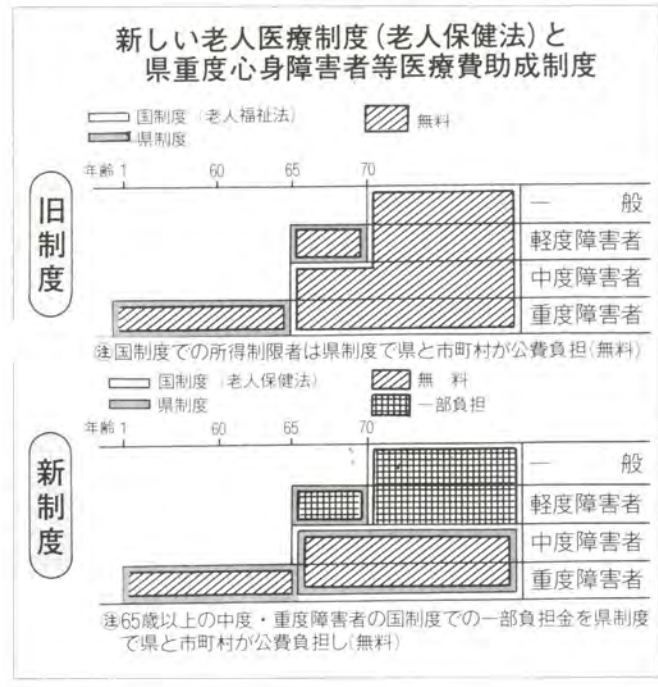 新しい老人医療制度(老人保健法)と
県重度心身障害者等医療費助成制度
国制度(老人福祉法) 無料
県制度
年齢 1 60 65 70
旧制度
一般
軽度障害者
中度障害者
重度障害者
注国制度での所得制限者は県制度で県と市町村が公費負担(無料)
国制度(老人保健法) 無料
県制度 一部負担
年齢 1 60 65 70
新制度
一般
軽度障害者
中度障害者
重度障害者
注65歳以上の中度・重度障害者の国制度での一部負担金を県制度
で県と市町村が公費負担し(無料)